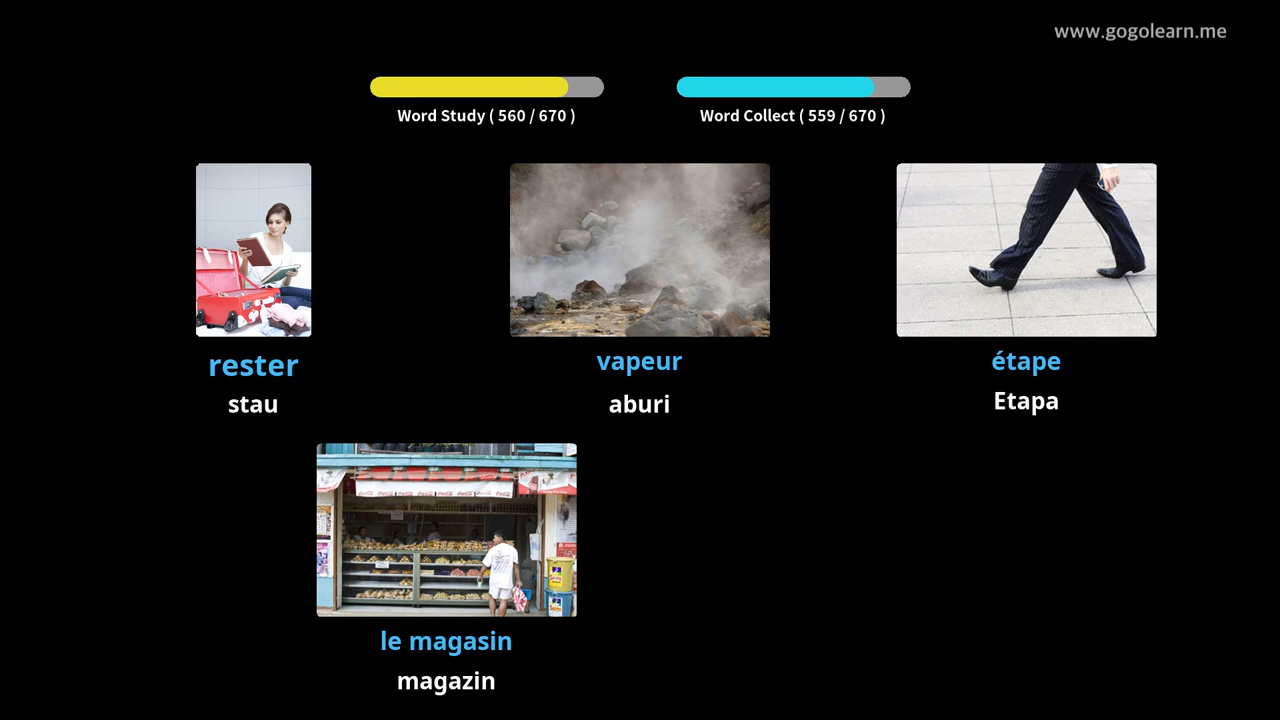 www.gogolearn.me
Word Study ( 560 / 670 )
Word Collect ( 559 / 670 )
rester
stau
vapeur
aburi
étape
Etapa
le magasin
magazin